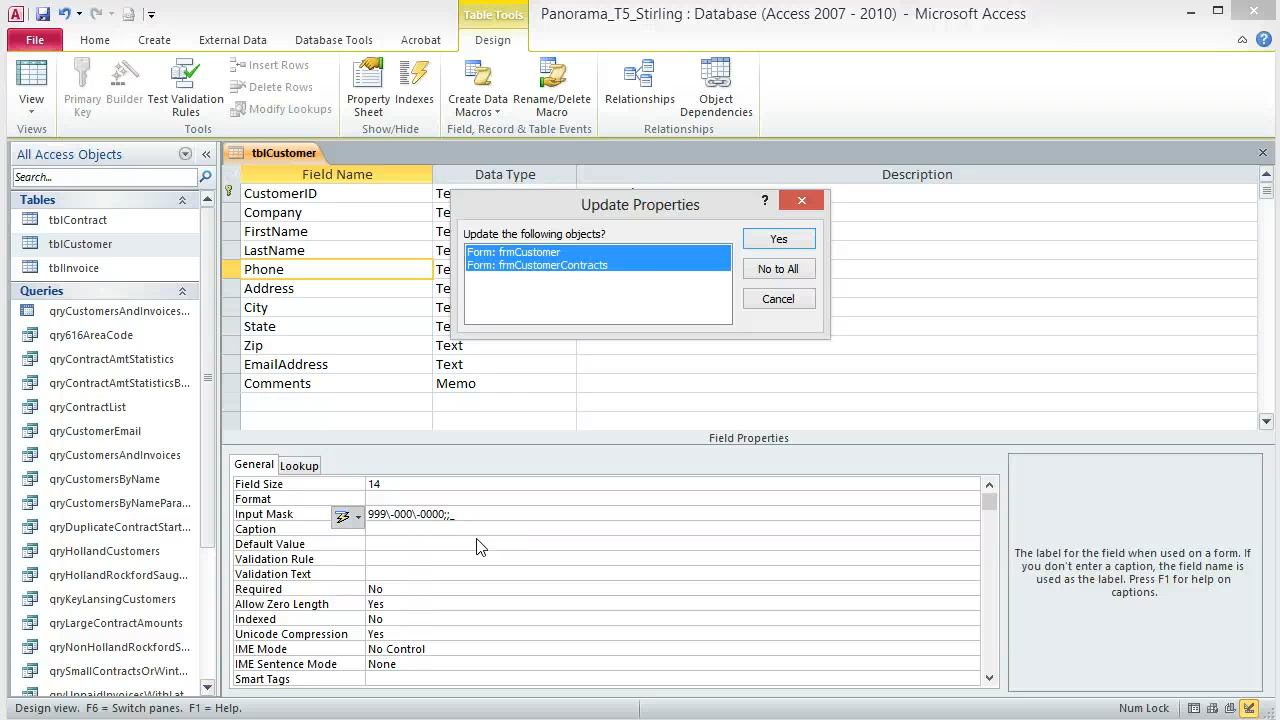 Table Tools
Panorama_T5_Stirling : Database (Access 2007 - 2010) - Microsoft Access
File Home Create External Data Database Tools Acrobat Design
View
Views
Primary Key
Builder
Test Validation Rules
Insert Rows
Delete Rows
Modify Lookups
Tools
Property Sheet
Indexes
Show/Hide
Create Data Macros
Rename/Delete Macro
Field, Record & Table Events
Relationships
Object Dependencies
Relationships
All Access Objects
Search...
Tables
tblContract
tblCustomer
tblInvoice
Queries
qryCustomersAndInvoices...
qry616AreaCode
qryContractAmtStatistics
qryContractAmtStatisticsB...
qryContractList
qryCustomerEmail
qryCustomersAndInvoices
qryCustomersByName
qryCustomersByNamePara...
qryDuplicateContractStart...
qryHollandCustomers
qryHollandRockfordSaug...
qryKeyLansingCustomers
qryLargeContractAmounts
qryNonHollandRockfordS...
qrySmallContractsOrWint...
qryUnpaidInvoicesWithLat...
tblCustomer
Field Name Data Type Description
CustomerID Te
Company Te
FirstName Te
LastName Te
Phone Te
Address Te
City Te
State Te
Zip Text
EmailAddress Text
Comments Memo
Update Properties
?
Update the following objects?
Form: frmCustomer
Form: frmCustomerContracts
Yes
No to All
Cancel
Field Properties
General Lookup
Field Size 14
Format
Input Mask 999\-000\-0000;;_
Caption
Default Value
Validation Rule
Validation Text
Required No
Allow Zero Length Yes
Indexed No
Unicode Compression Yes
IME Mode No Control
IME Sentence Mode None
Smart Tags
The label for the field when used on a form. If
you don't enter a caption, the field name is
used as the label. Press F1 for help on
captions.
Design view. F6 = Switch panes. F1 = Help.
Num Lock